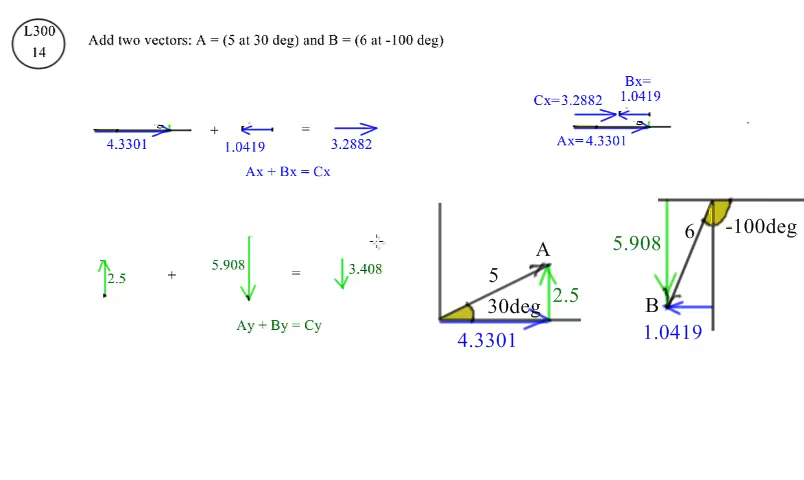 L300
14
Add two vectors: A = (5 at 30 deg) and B = (6 at -100 deg)
4.3301
+
1.0419
=
3.2882
Ax + Bx = Cx
Bx=
1.0419
Cx=3.2882
Ax=4.3301
2.5
+
5.908
=
3.408
Ay + By = Cy
A
5
30deg
2.5
4.3301
6
-100deg
5.908
B
1.0419